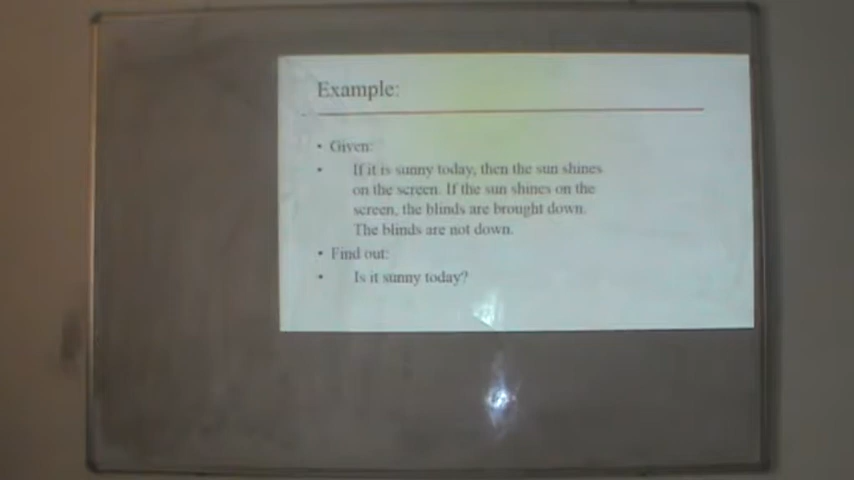 Example:
• Given:
• If it is sunny today, then the sun shines
on the screen. If the sun shines on the
screen, the blinds are brought down.
The blinds are not down.
• Find out:
• Is it sunny today?